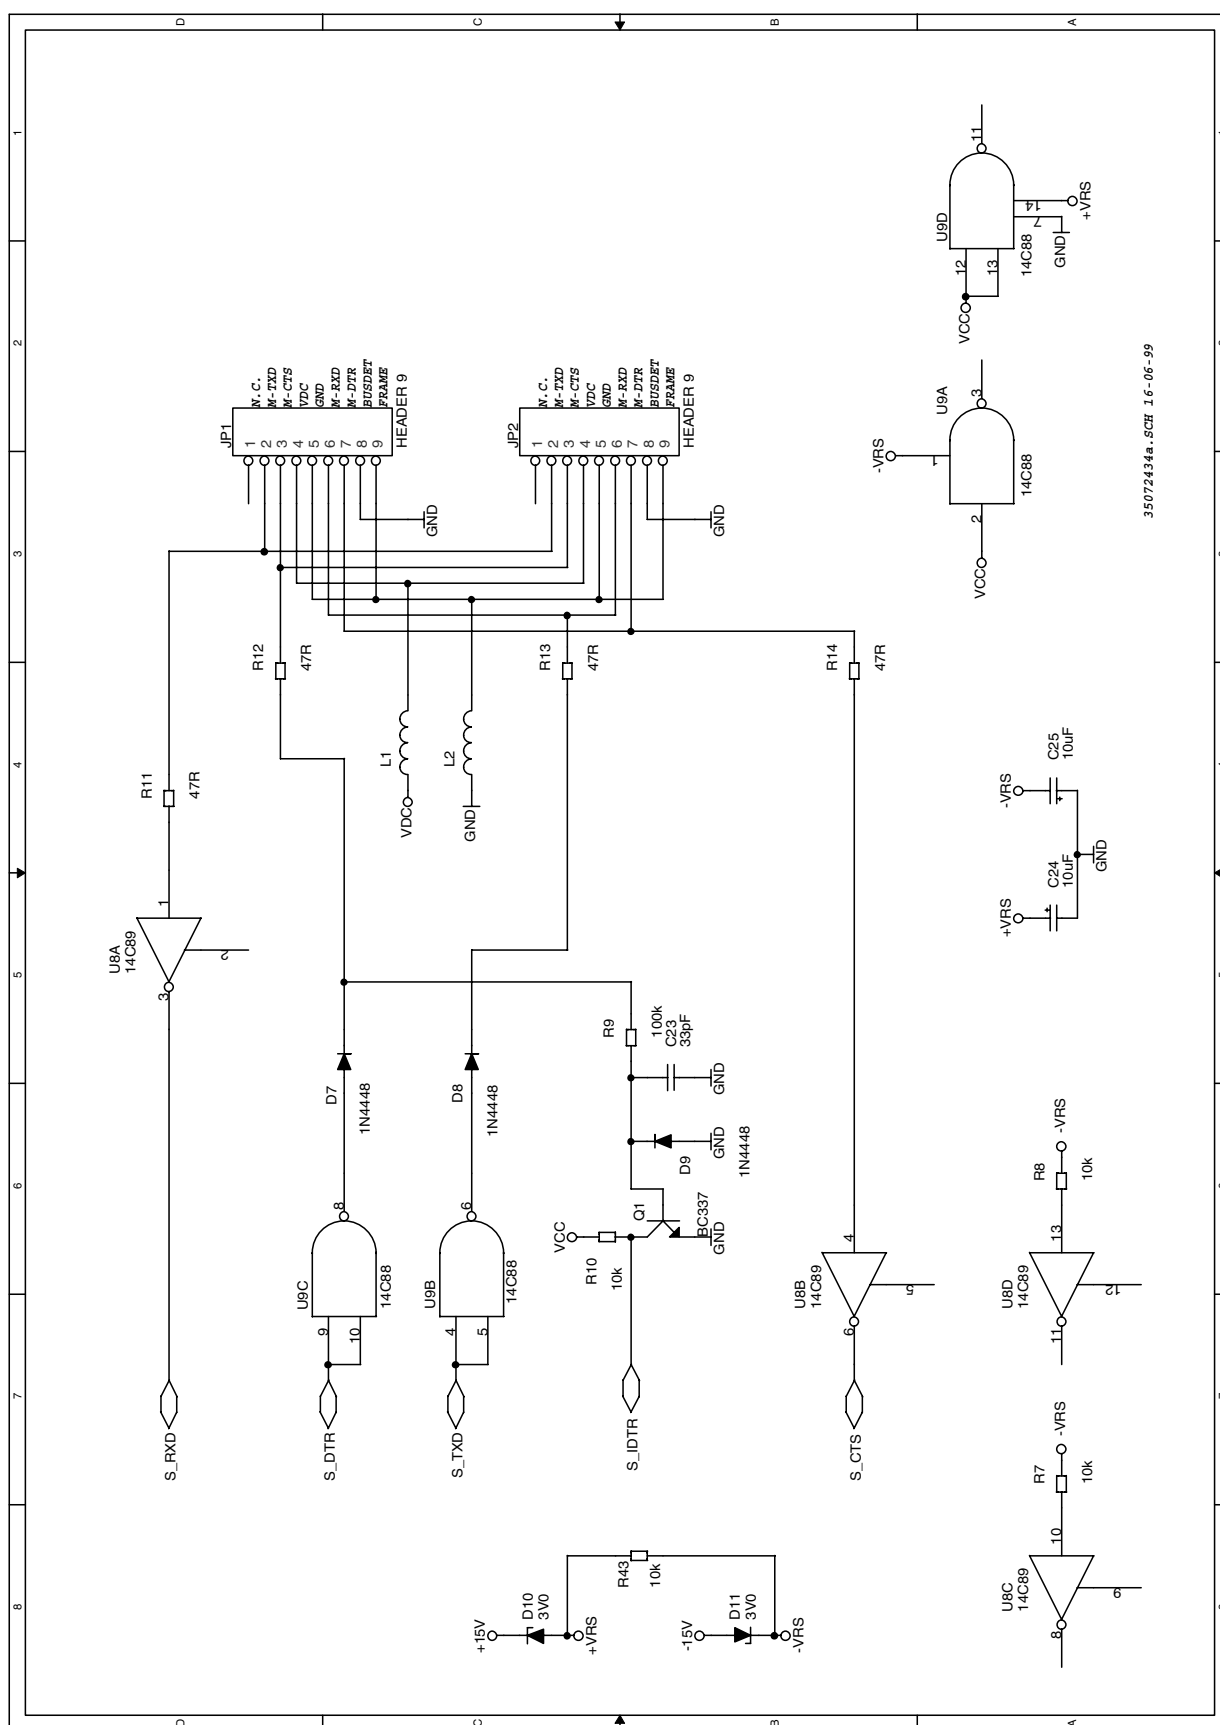 D
C
B
A
1
2
3
4
5
6
7
8
S_RXD
3
U8A
14C89
2
1
R11
47R
S_DTR
9
10
U9C
14C88
8
D7
1N4448
R12
47R
S_TXD
4
5
U9B
14C88
6
D8
1N4448
R13
47R
VDC
L1
GND
L2
JP1
1
2
3
4
5
6
7
8
9
N.C.
M-TXD
M-CTS
VDC
GND
M-RXD
M-DTR
BUSDET
FRAME
HEADER 9
GND
JP2
1
2
3
4
5
6
7
8
9
N.C.
M-TXD
M-CTS
VDC
GND
M-RXD
M-DTR
BUSDET
FRAME
HEADER 9
GND
S_IDTR
VCC
R10
10k
Q1
BC337
GND
D9
GND
1N4448
R9
100k
C23
33pF
GND
S_CTS
6
U8B
14C89
5
4
R14
47R
+15V
D10
3V0
+VRS
R43
10k
-15V
D11
3V0
-VRS
8
U8C
14C89
9
10
R7
10k
-VRS
11
U8D
14C89
12
13
R8
10k
-VRS
+VRS
C24
10uF
GND
-VRS
C25
10uF
VCC
2
-VRS
1
U9A
14C88
3
VCC
12
13
U9D
14C88
11
7
14
GND
+VRS
35072434a.SCH 16-06-99
D
C
B
A